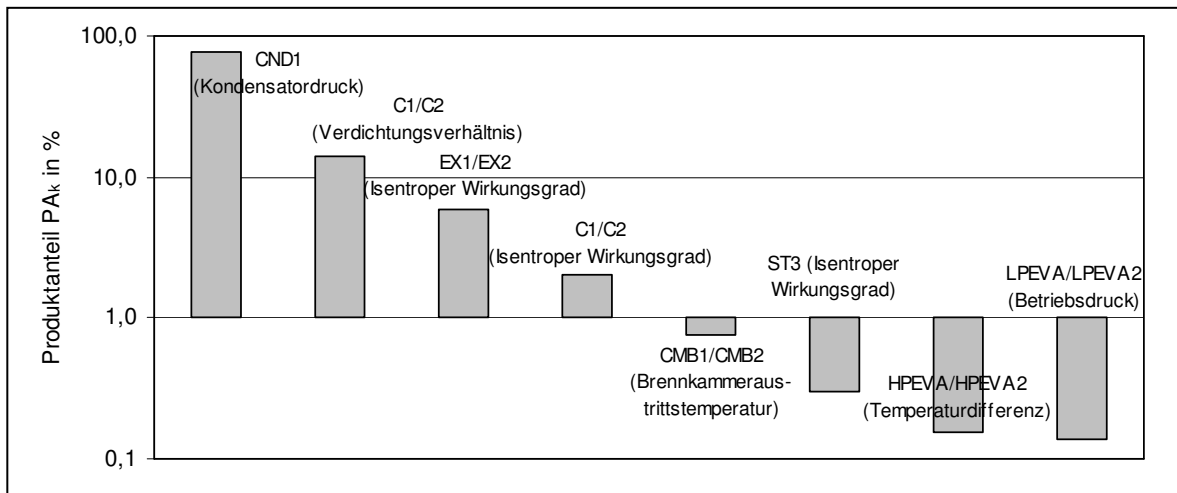 Produktanteil PAk in %
100,0
10,0
1,0
0,1
CND1
(Kondensatordruck)
C1/C2
(Verdichtungsverhältnis)
EX1/EX2
(Isentroper Wirkungsgrad)
C1/C2
(Isentroper Wirkungsgrad)
CMB1/CMB2
(Brennkammeraus-
trittstemperatur)
ST3 (Isentroper
Wirkungsgrad)
HPEVA/HPEVA2
(Temperaturdifferenz)
LPEVA/LPEVA2
(Betriebsdruck)